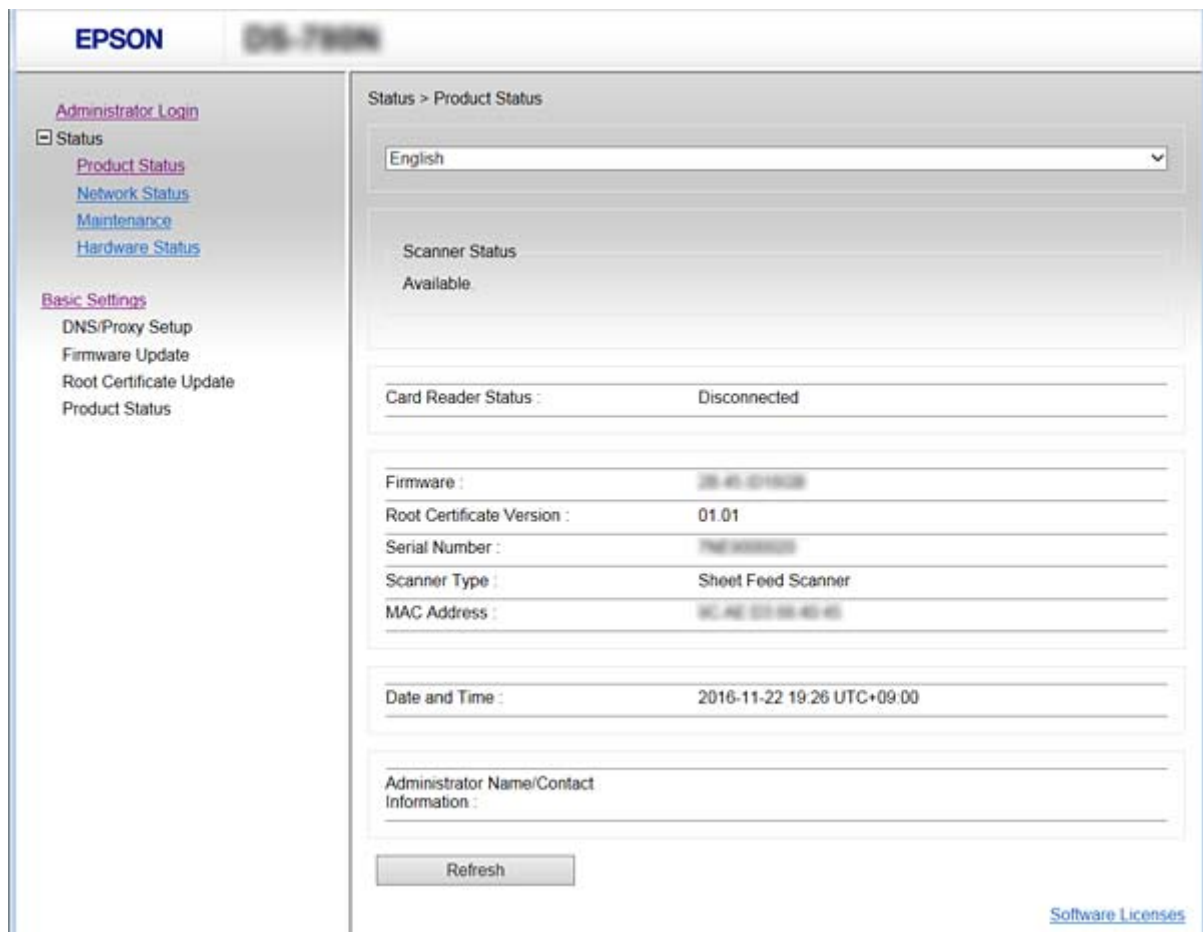 EPSON
Administrator Login
Status
Product Status
Network Status
Maintenance
Hardware Status
Basic Settings
DNS/Proxy Setup
Firmware Update
Root Certificate Update
Product Status
Status > Product Status
English
Scanner Status
Available.
Card Reader Status : Disconnected
Firmware :
Root Certificate Version : 01.01
Serial Number :
Scanner Type : Sheet Feed Scanner
MAC Address :
Date and Time : 2016-11-22 19:26 UTC+09:00
Administrator Name/Contact
Information :
Refresh
Software Licenses